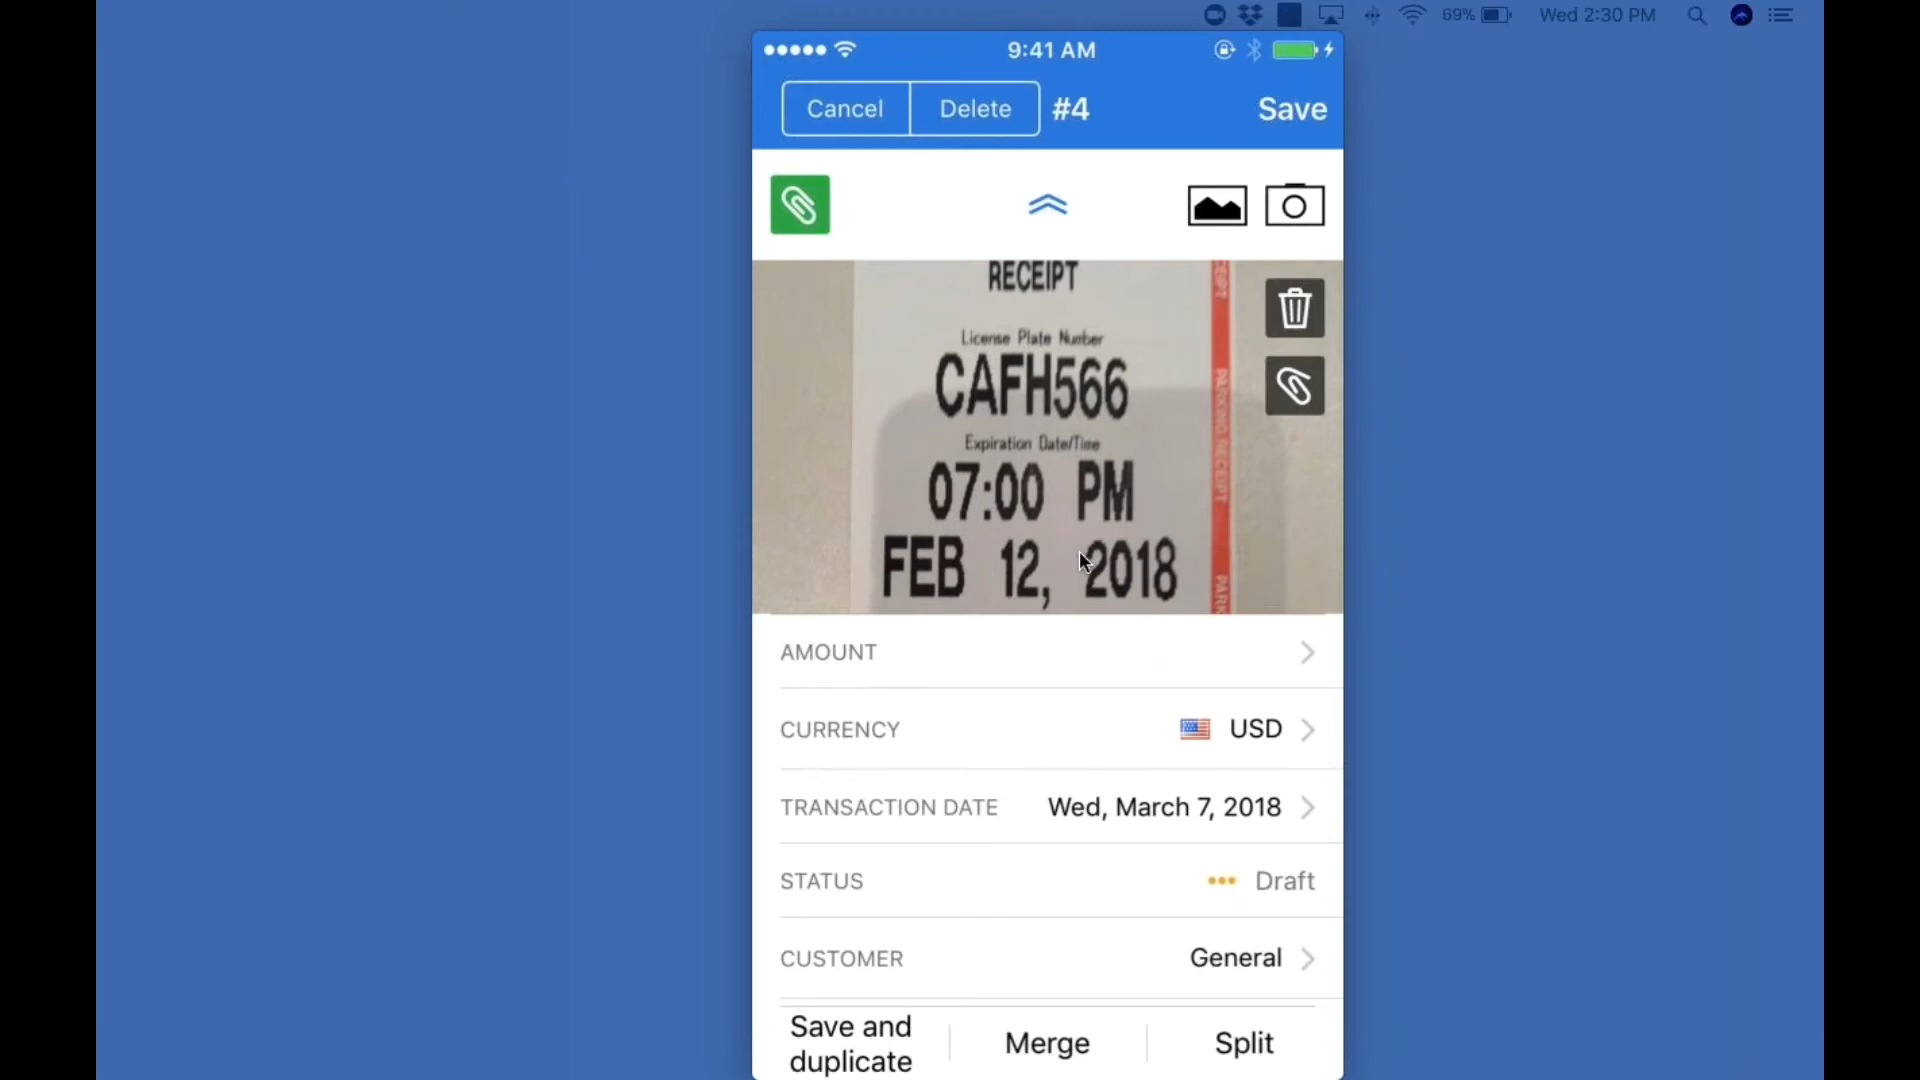 69% Wed 2:30 PM
9:41 AM
Cancel Delete #4 Save
RECEIPT
License Plate Number
CAFH566
Expiration Date/Time
07:00 PM
FEB 12, 2018
PARKING RECEIPT
AMOUNT
CURRENCY USD
TRANSACTION DATE Wed, March 7, 2018
STATUS Draft
CUSTOMER General
Save and
duplicate
Merge Split